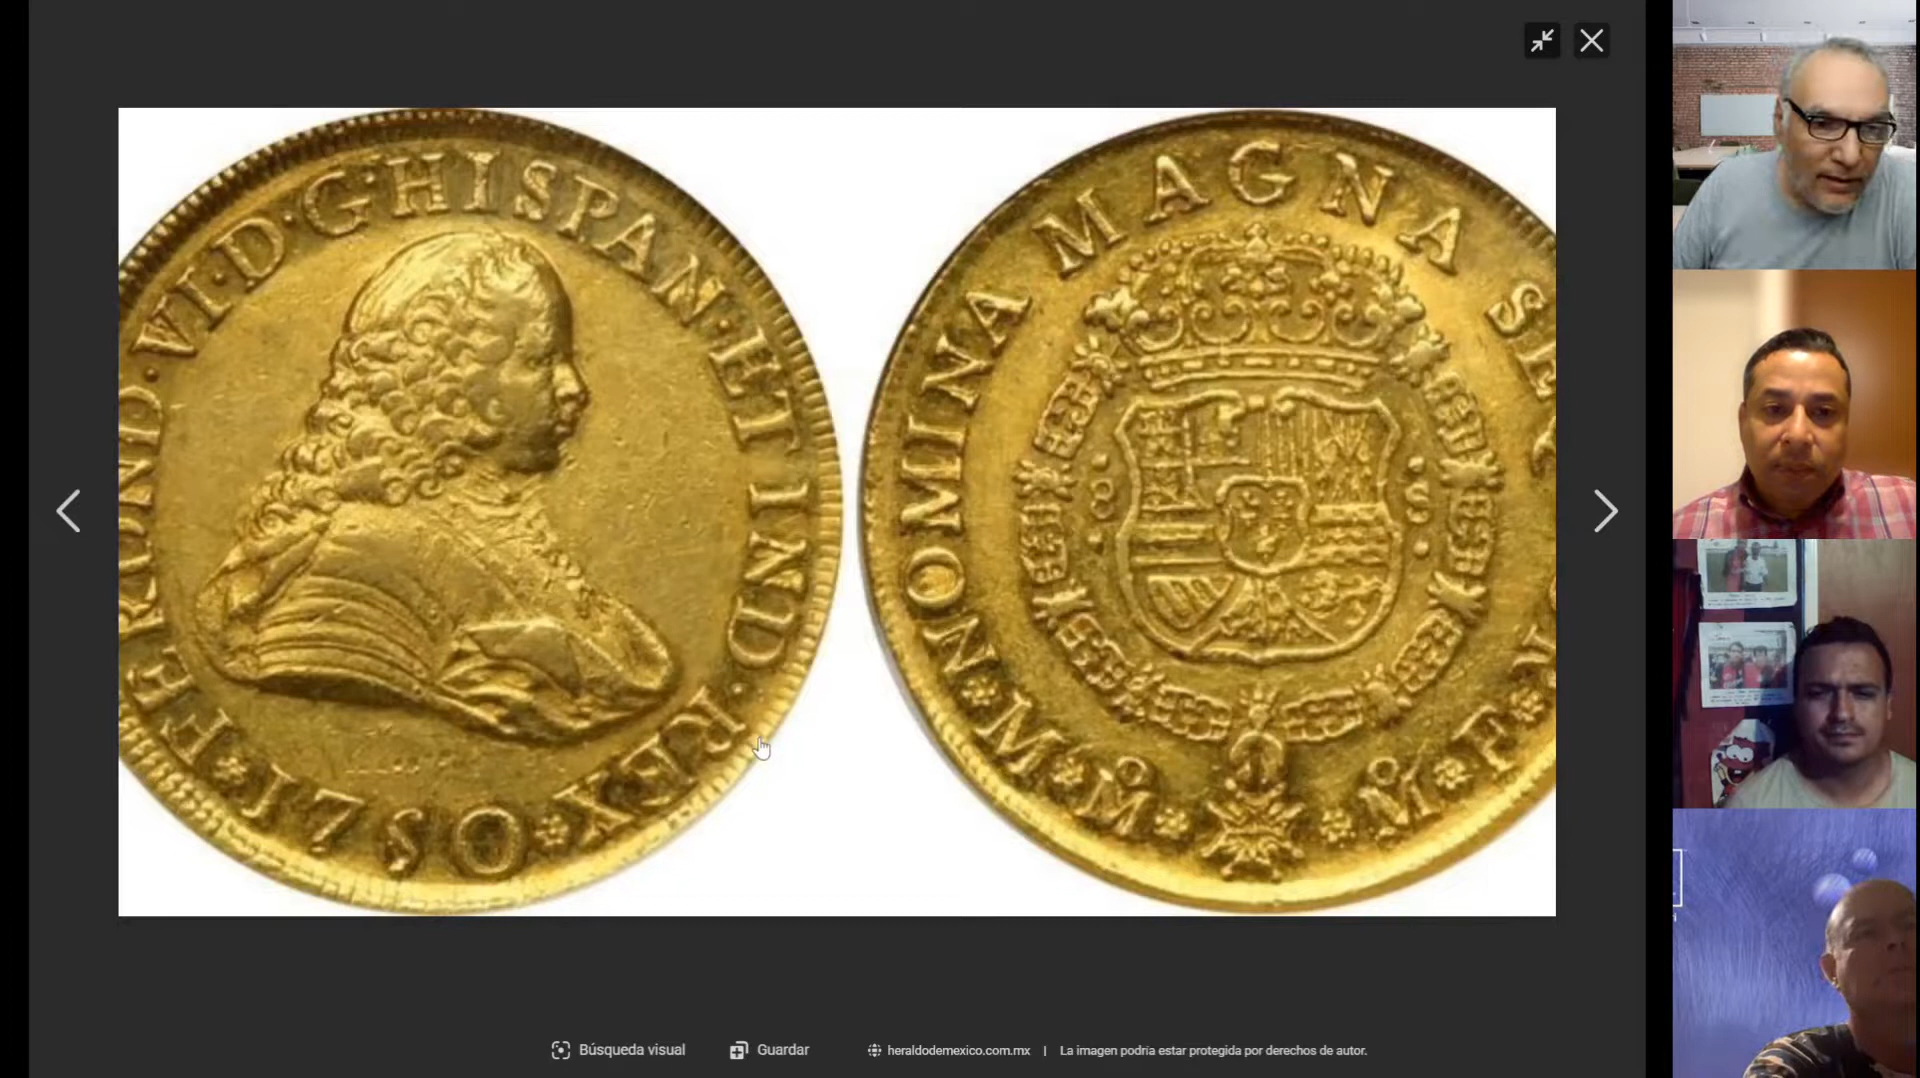 FERDND·VI·D·G·HISPAN·ET IND·REX
1750
NOMINA MAGNA SEQUOR
8 S
N·M·M·M·F
Búsqueda visual
Guardar
heraldodemexico.com.mx | La imagen podría estar protegida por derechos de autor.